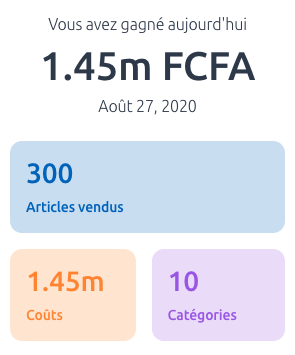 Vous avez gagné aujourd'hui
1.45m FCFA
Août 27, 2020
300
Articles vendus
1.45m
Coûts
10
Catégories